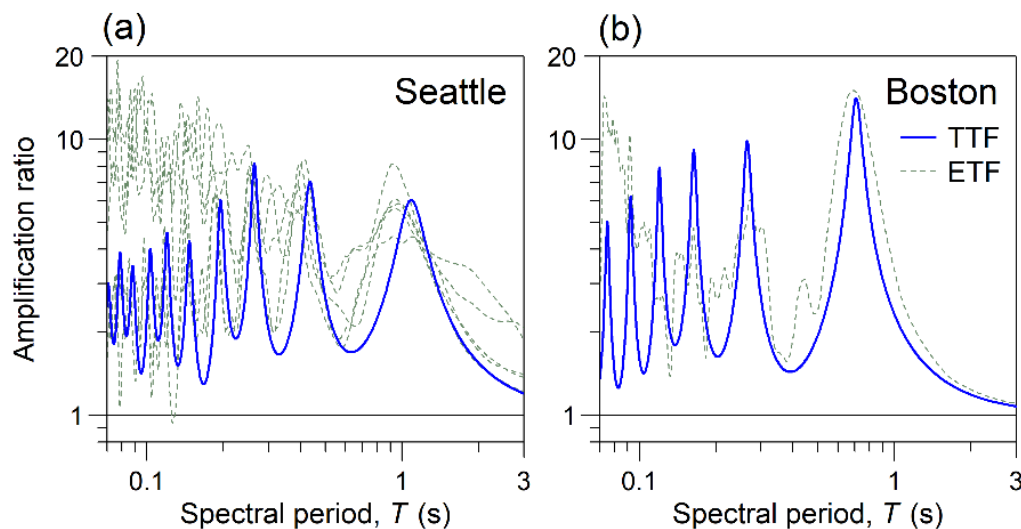 (a)
(b)
20
Seattle
10
1
Amplification ratio
0.1
1
3
Spectral period, T (s)
20
Boston
TTF
ETF
10
1
0.1
1
3
Spectral period, T (s)